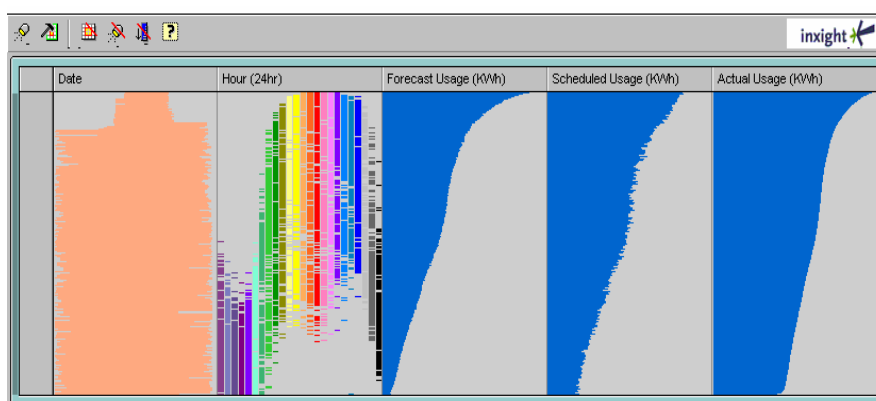 ?
inxight
Date
Hour (24hr)
Forecast Usage (KWh)
Scheduled Usage (KWh)
Actual Usage (KWh)